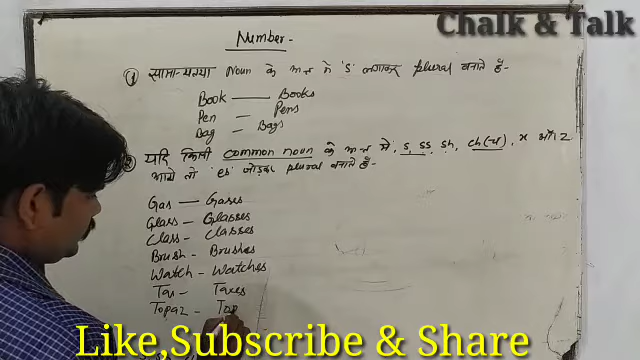 Chalk & Talk
Number-
① सामान्यतया Noun के अन्त में 's' लगाकर plural बनाते हैं-
Book — Books
Pen — Pens
Bag — Bags
② यदि किसी common noun के अन्त में, s, ss, sh, ch(च), x और z
आये तो 'es' जोड़कर plural बनाते हैं-
Gas — Gases
Glass - Glasses
Class - Classes
Brush - Brushes
Watch - Watches
Tax - Taxes
Topaz - Top
Like,Subscribe & Share